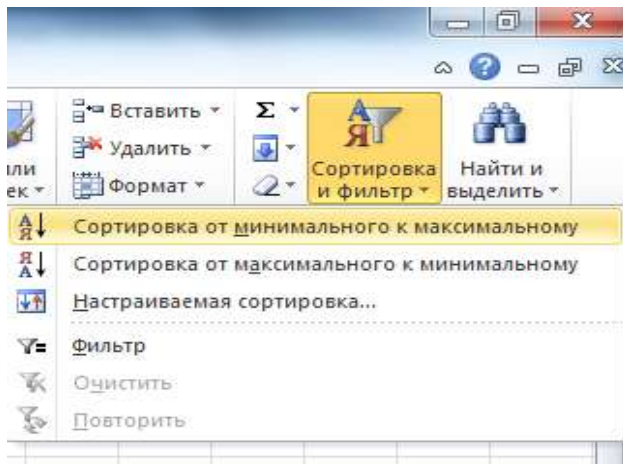 Вставить
Удалить
Формат
Σ
Сортировка и фильтр
Найти и выделить
Сортировка от минимального к максимальному
Сортировка от максимального к минимальному
Настраиваемая сортировка...
Фильтр
Очистить
Повторить